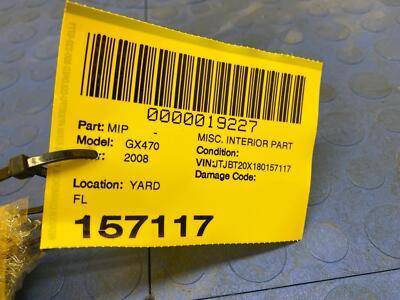 0000019227
Part: MIP - MISC. INTERIOR PART
Model: GX470 Condition:
2008 VIN:JTJBT20X180157117
Damage Code:
Location: YARD
FL
157117